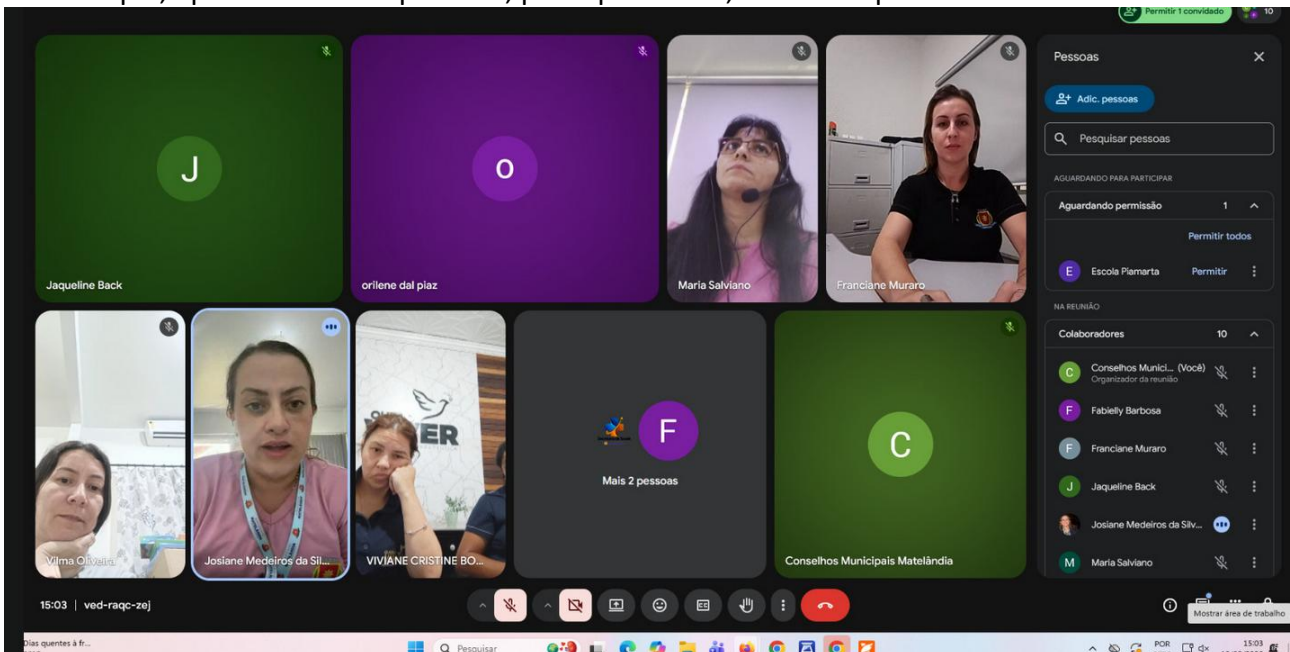 Permitir 1 convidado
10
J
Jaqueline Back
o
orilene dal piaz
Maria Salviano
Franciane Muraro
Vilma Oliveira
Josiane Medeiros da Sil...
VIVIANE CRISTINE BO...
F
Mais 2 pessoas
C
Conselhos Municipais Matelândia
Pessoas
Adic. pessoas
Pesquisar pessoas
AGUARDANDO PARA PARTICIPAR
Aguardando permissão 1
Permitir todos
E Escola Piamarta Permitir
NA REUNIÃO
Colaboradores 10
C Conselhos Munici... (Você)
Organizador da reunião
F Fabielly Barbosa
F Franciane Muraro
J Jaqueline Back
Josiane Medeiros da Silv...
M Maria Salviano
15:03 | ved-raqc-zej
CC
Mostrar área de trabalho
Dias quentes à fr...
Pesquisar
POR
15:03